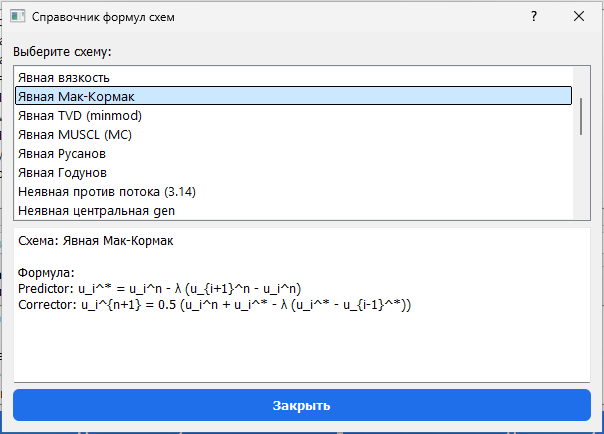 Справочник формул схем
?
Выберите схему:
Явная вязкость
Явная Мак-Кормак
Явная TVD (minmod)
Явная MUSCL (MC)
Явная Русанов
Явная Годунов
Неявная против потока (3.14)
Неявная центральная gen
Схема: Явная Мак-Кормак
Формула:
Predictor: u_i^* = u_i^n - λ (u_{i+1}^n - u_i^n)
Corrector: u_i^{n+1} = 0.5 (u_i^n + u_i^* - λ (u_i^* - u_{i-1}^*))
Закрыть